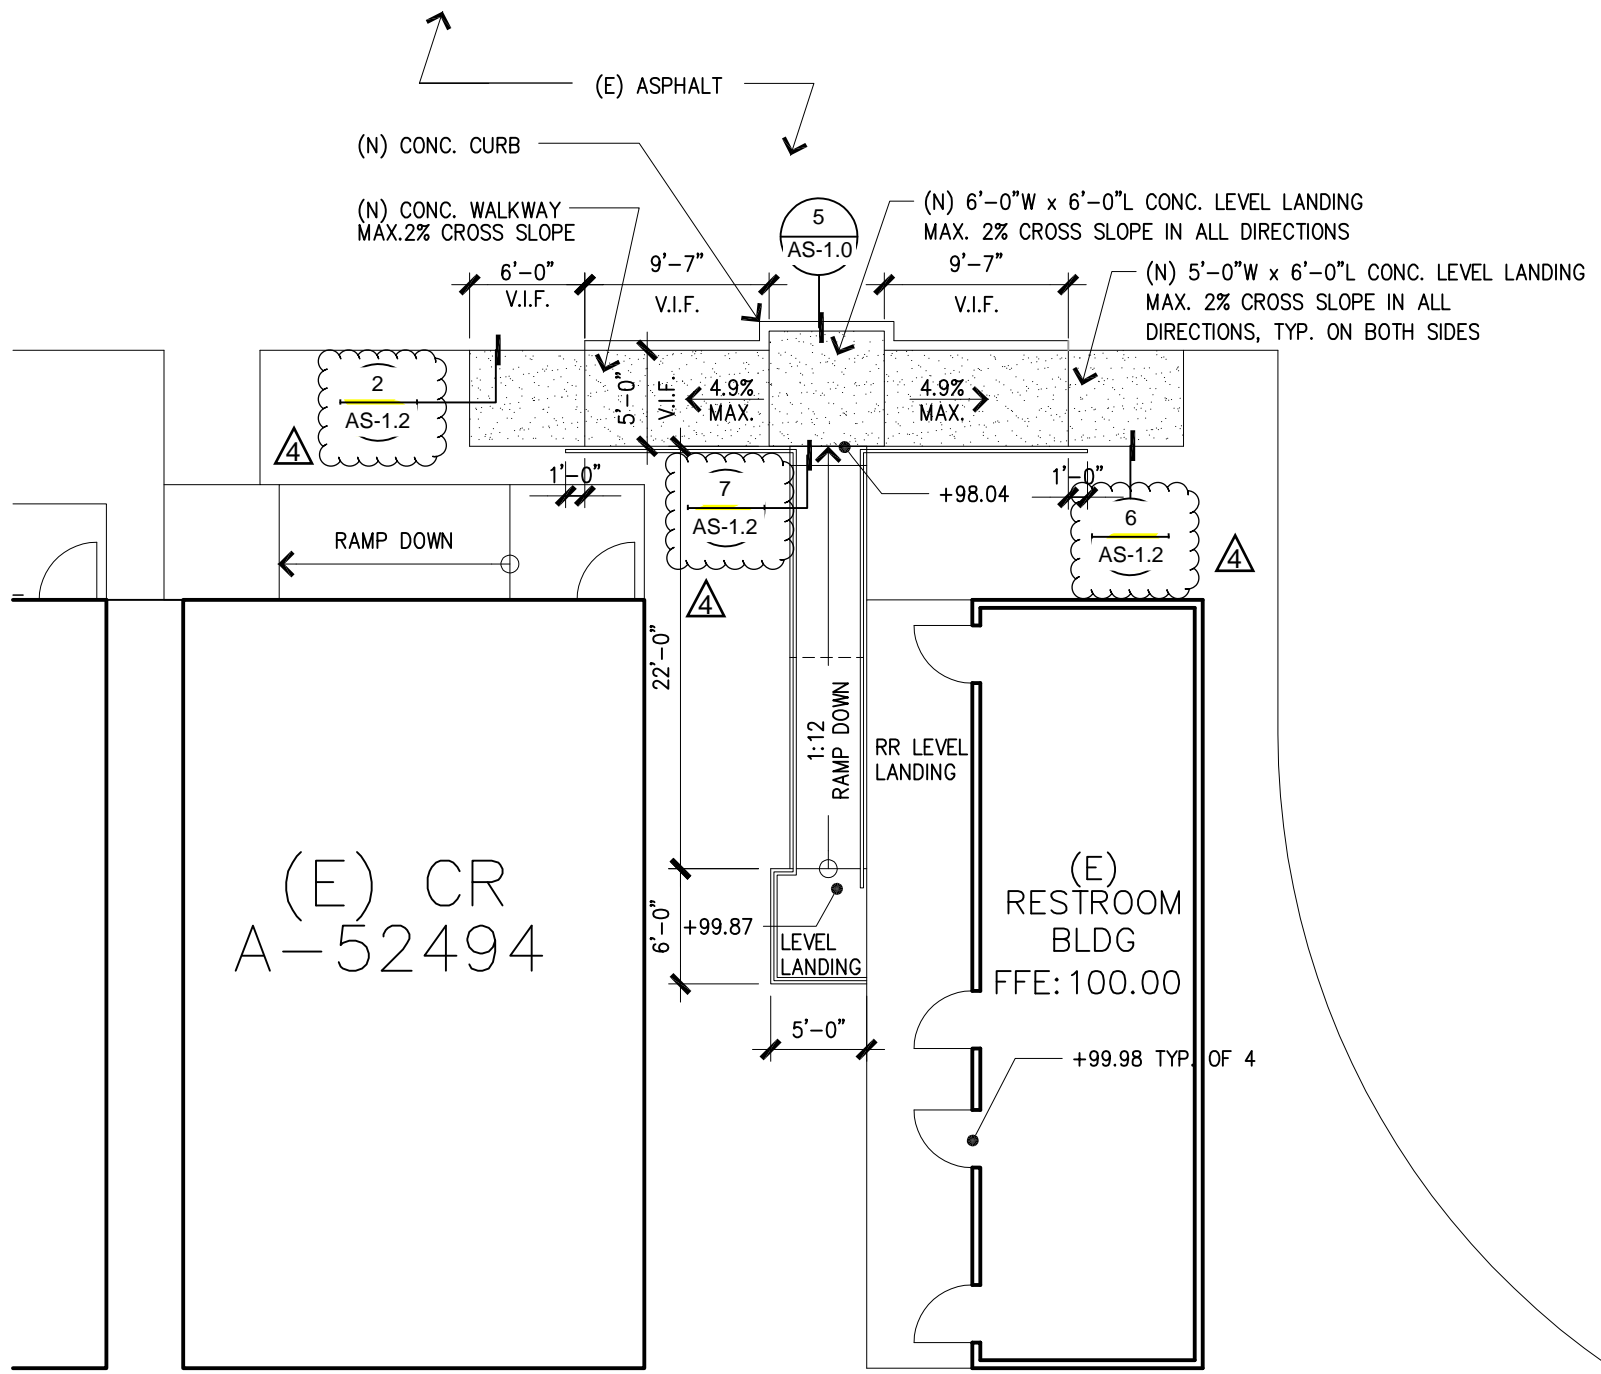 (E) ASPHALT
(N) CONC. CURB
(N) CONC. WALKWAY
MAX.2% CROSS SLOPE
5
AS-1.0
(N) 6'-0"W x 6'-0"L CONC. LEVEL LANDING
MAX. 2% CROSS SLOPE IN ALL DIRECTIONS
(N) 5'-0"W x 6'-0"L CONC. LEVEL LANDING
MAX. 2% CROSS SLOPE IN ALL
DIRECTIONS, TYP. ON BOTH SIDES
6'-0"
V.I.F.
9'-7"
V.I.F.
9'-7"
V.I.F.
2
AS-1.2
4
5'-0"
V.I.F.
4.9%
MAX.
4.9%
MAX.
1'-0"
7
AS-1.2
4
+98.04
1'-0"
6
AS-1.2
4
RAMP DOWN
22'-0"
1:12
RAMP DOWN
RR LEVEL
LANDING
(E) CR
A-52494
6'-0"
+99.87
LEVEL
LANDING
5'-0"
(E)
RESTROOM
BLDG
FFE:100.00
+99.98 TYP. OF 4